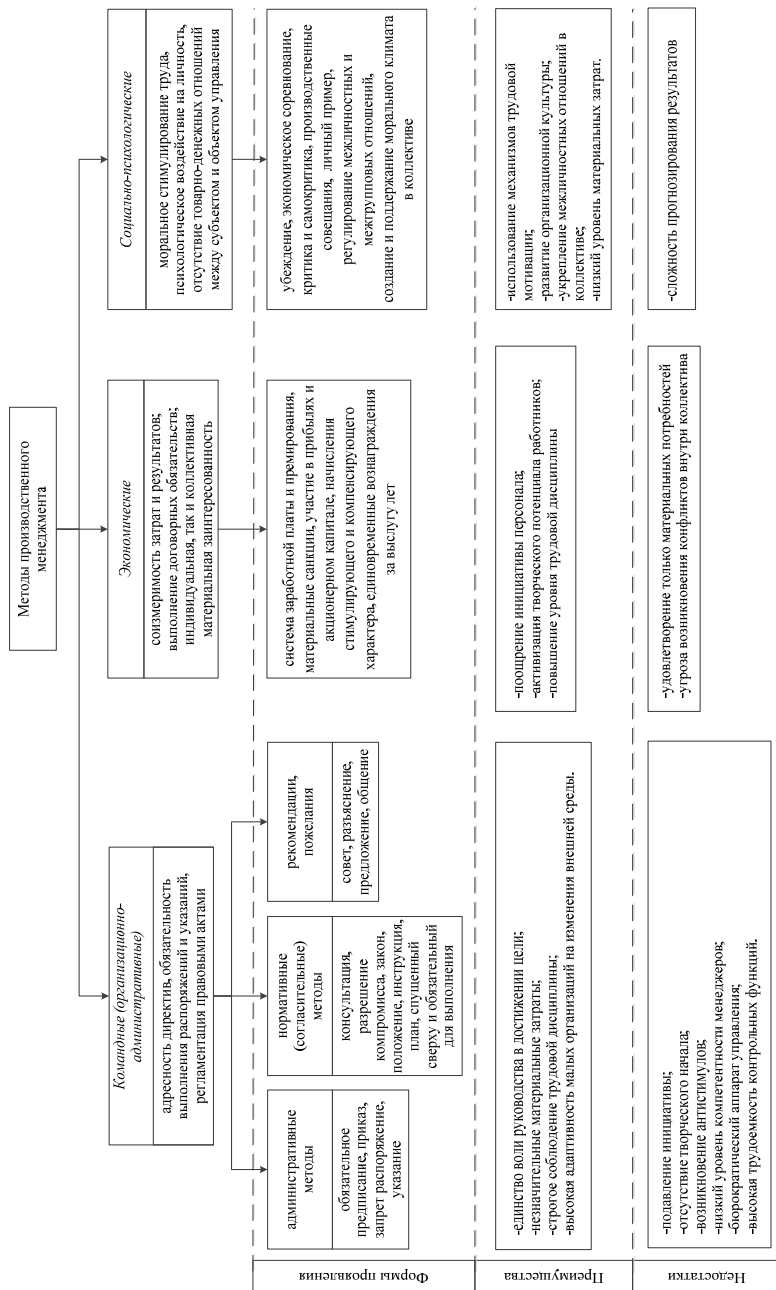 Методы производственного
менеджмента
Командные (организационно-
административные)
адресность директив, обязательность
выполнения распоряжений и указаний,
регламентация правовыми актами
Экономические
соизмеримость затрат и результатов;
выполнение договорных обязательств;
индивидуальная, так и коллективная
материальная заинтересованность
Социально-психологические
моральное стимулирование труда,
психологическое воздействие на личность,
отсутствие товарно-денежных отношений
между субъектом и объектом управления
Формы проявления
административные
методы
обязательное
предписание, приказ,
запрет распоряжение,
указание
нормативные
(согласительные)
методы
консультация,
разрешение
компромисса, закон,
положение, инструкция,
план, спущенный
сверху и обязательный
для выполнения
рекомендации,
пожелания
совет, разъяснение,
предложение, общение
система заработной платы и премирования,
материальные санкции, участие в прибылях и
акционерном капитале, начисления
стимулирующего и компенсирующего
характера, единовременные вознаграждения
за выслугу лет
убеждение, экономическое соревнование,
критика и самокритика, производственные
совещания, личный пример,
регулирование межличностных и
межгрупповых отношений,
создание и поддержание морального климата
в коллективе
Преимущества
-единство воли руководства в достижении цели;
-незначительные материальные затраты;
-строгое соблюдение трудовой дисциплины;
-высокая адаптивность малых организаций на изменения внешней среды.
-поощрение инициативы персонала;
-активизация творческого потенциала работников;
-повышение уровня трудовой дисциплины
-использование механизмов трудовой
мотивации;
-развитие организационной культуры;
-укрепление межличностных отношений в
коллективе;
-низкий уровень материальных затрат.
Недостатки
-подавление инициативы;
-отсутствие творческого начала;
-возникновение антистимулов;
-низкий уровень компетентности менеджеров;
-бюрократический аппарат управления;
-высокая трудоемкость контрольных функций.
-удовлетворение только материальных потребностей
-угроза возникновения конфликтов внутри коллектива
-сложность прогнозирования результатов